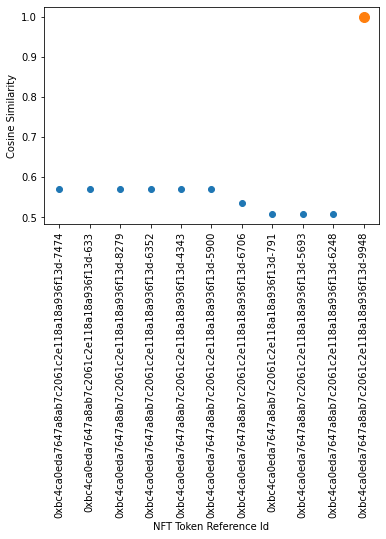 1.0
0.9
0.8
0.7
0.6
0.5
Cosine Similarity
0xbc4ca0eda7647a8ab7c2061c2e118a18a936f13d-7474
0xbc4ca0eda7647a8ab7c2061c2e118a18a936f13d-633
0xbc4ca0eda7647a8ab7c2061c2e118a18a936f13d-8279
0xbc4ca0eda7647a8ab7c2061c2e118a18a936f13d-6352
0xbc4ca0eda7647a8ab7c2061c2e118a18a936f13d-4343
0xbc4ca0eda7647a8ab7c2061c2e118a18a936f13d-5900
0xbc4ca0eda7647a8ab7c2061c2e118a18a936f13d-6706
0xbc4ca0eda7647a8ab7c2061c2e118a18a936f13d-791
0xbc4ca0eda7647a8ab7c2061c2e118a18a936f13d-5693
0xbc4ca0eda7647a8ab7c2061c2e118a18a936f13d-6248
0xbc4ca0eda7647a8ab7c2061c2e118a18a936f13d-9948
NFT Token Reference Id